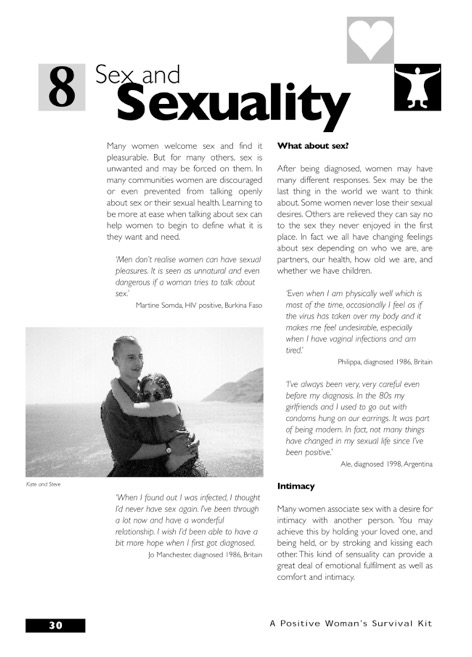 8
Sex and
Sexuality
Many women welcome sex and find it
pleasurable. But for many others, sex is
unwanted and may be forced on them. In
many communities women are discouraged
or even prevented from talking openly
about sex or their sexual health. Learning to
be more at ease when talking about sex can
help women to begin to define what it is
they want and need.
'Men don't realise women can have sexual
pleasures. It is seen as unnatural and even
dangerous if a woman tries to talk about
sex.'
Martine Somda, HIV positive, Burkina Faso
Kate and Steve
'When I found out I was infected, I thought
I'd never have sex again. I've been through
a lot now and have a wonderful
relationship. I wish I'd been able to have a
bit more hope when I first got diagnosed.
Jo Manchester, diagnosed 1986, Britain
What about sex?
After being diagnosed, women may have
many different responses. Sex may be the
last thing in the world we want to think
about. Some women never lose their sexual
desires. Others are relieved they can say no
to the sex they never enjoyed in the first
place. In fact we all have changing feelings
about sex depending on who we are, are
partners, our health, how old we are, and
whether we have children.
'Even when I am physically well which is
most of the time, occasionally I feel as if
the virus has taken over my body and it
makes me feel undesirable, especially
when I have vaginal infections and am
tired.'
Philippa, diagnosed 1986, Britain
'I've always been very, very careful even
before my diagnosis. In the 80s my
girlfriends and I used to go out with
condoms hung on our earrings. It was part
of being modern. In fact, not many things
have changed in my sexual life since I've
been positive.'
Ale, diagnosed 1998, Argentina
Intimacy
Many women associate sex with a desire for
intimacy with another person. You may
achieve this by holding your loved one, and
being held, or by stroking and kissing each
other. This kind of sensuality can provide a
great deal of emotional fulfilment as well as
comfort and intimacy.
30
A Positive Woman's Survival Kit